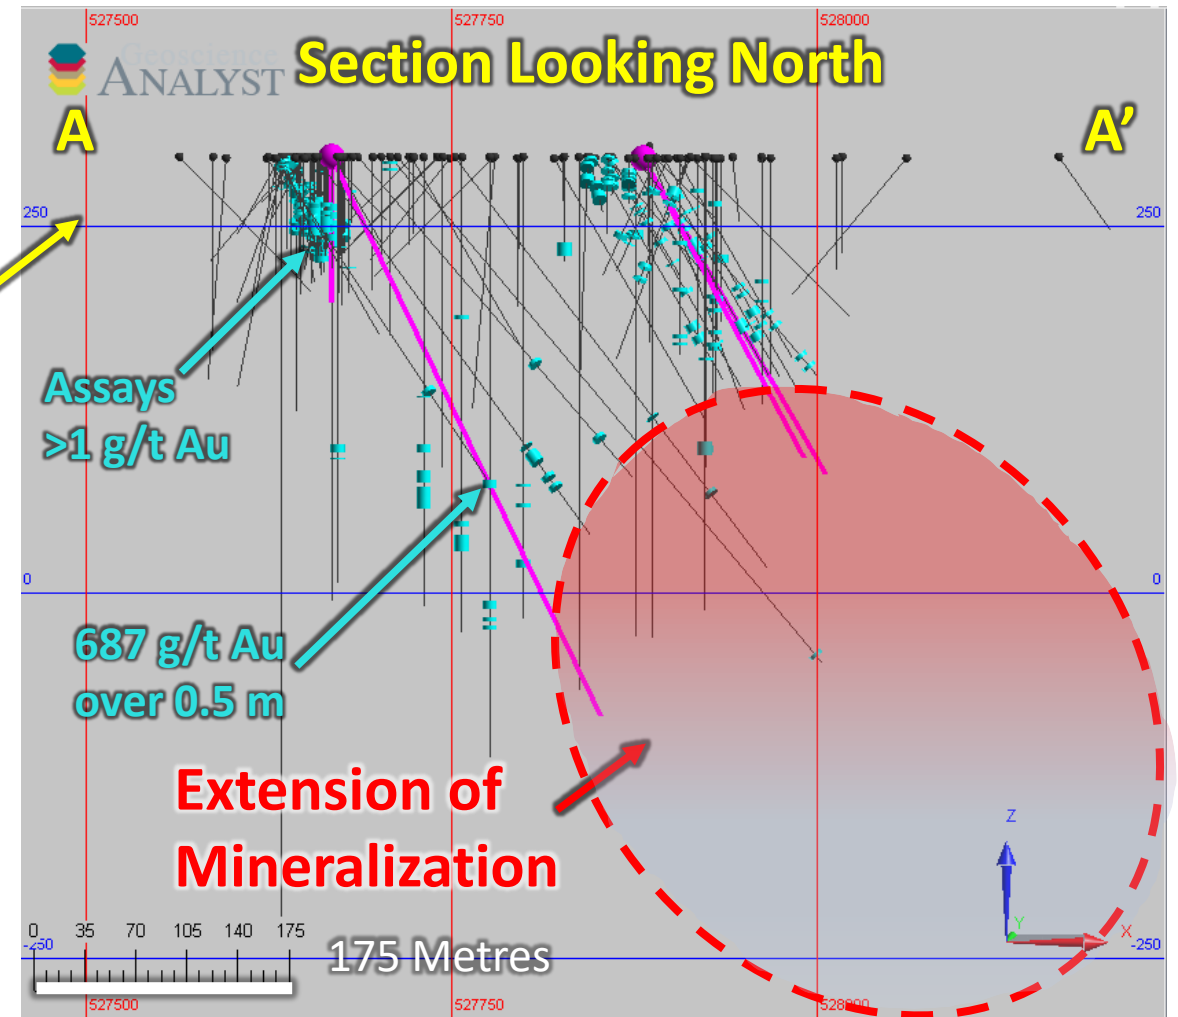 527500
527750
528000
Geoscience
ANALYST
Section Looking North
A
A’
250
250
Assays
>1 g/t Au
0
0
687 g/t Au
over 0.5 m
Extension of
Mineralization
Z
Y
X
0 35 70 105 140 175
-250
-250
175 Metres
527500
527750
528000